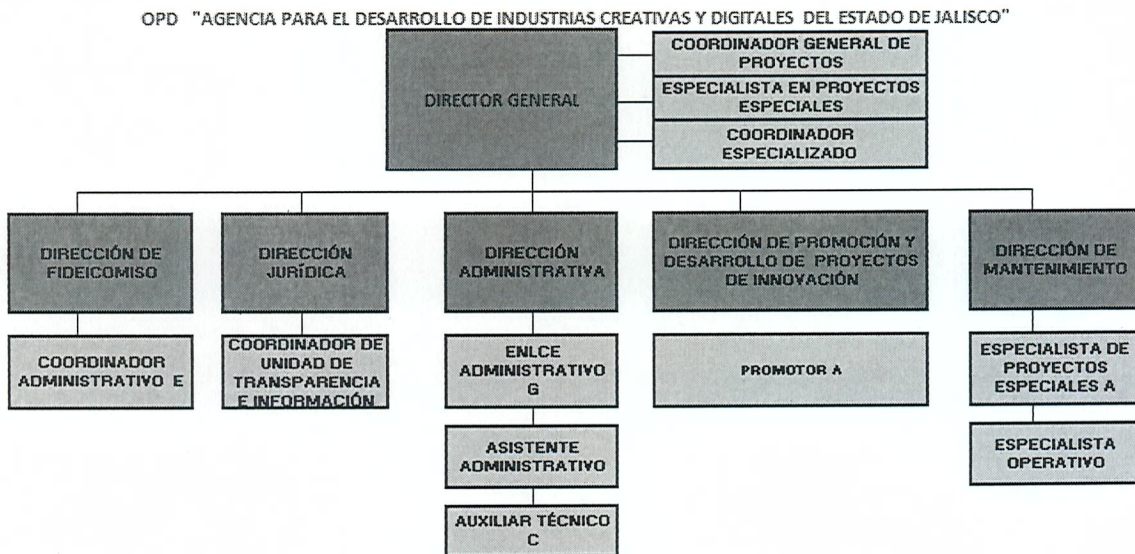 OPD "AGENCIA PARA EL DESARROLLO DE INDUSTRIAS CREATIVAS Y DIGITALES DEL ESTADO DE JALISCO"
DIRECTOR GENERAL
COORDINADOR GENERAL DE
PROYECTOS
ESPECIALISTA EN PROYECTOS
ESPECIALES
COORDINADOR
ESPECIALIZADO
DIRECCIÓN DE
FIDEICOMISO
DIRECCIÓN
JURÍDICA
DIRECCIÓN
ADMINISTRATIVA
DIRECCIÓN DE PROMOCIÓN Y
DESARROLLO DE PROYECTOS
DE INNOVACIÓN
DIRECCIÓN DE
MANTENIMIENTO
COORDINADOR
ADMINISTRATIVO E
COORDINADOR DE
UNIDAD DE
TRANSPARENCIA
E INFORMACIÓN
ENLCE
ADMINISTRATIVO
G
PROMOTOR A
ESPECIALISTA DE
PROYECTOS
ESPECIALES A
ASISTENTE
ADMINISTRATIVO
ESPECIALISTA
OPERATIVO
AUXILIAR TÉCNICO
C